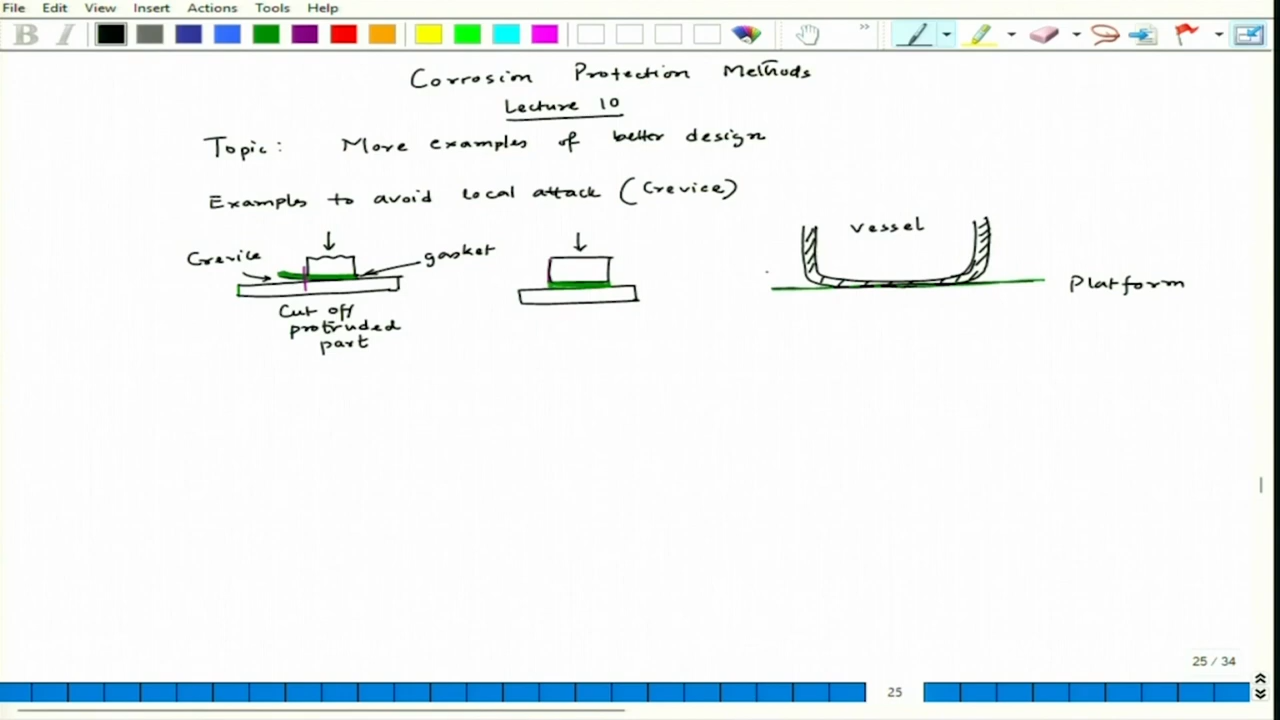 File Edit View Insert Actions Tools Help
B I
Corrosion Protection Methods
Lecture 10
Topic: More examples of better design
Examples to avoid local attack (Crevice)
Crevice
gasket
Cut off
protruded
part
vessel
Platform
25 / 34
25